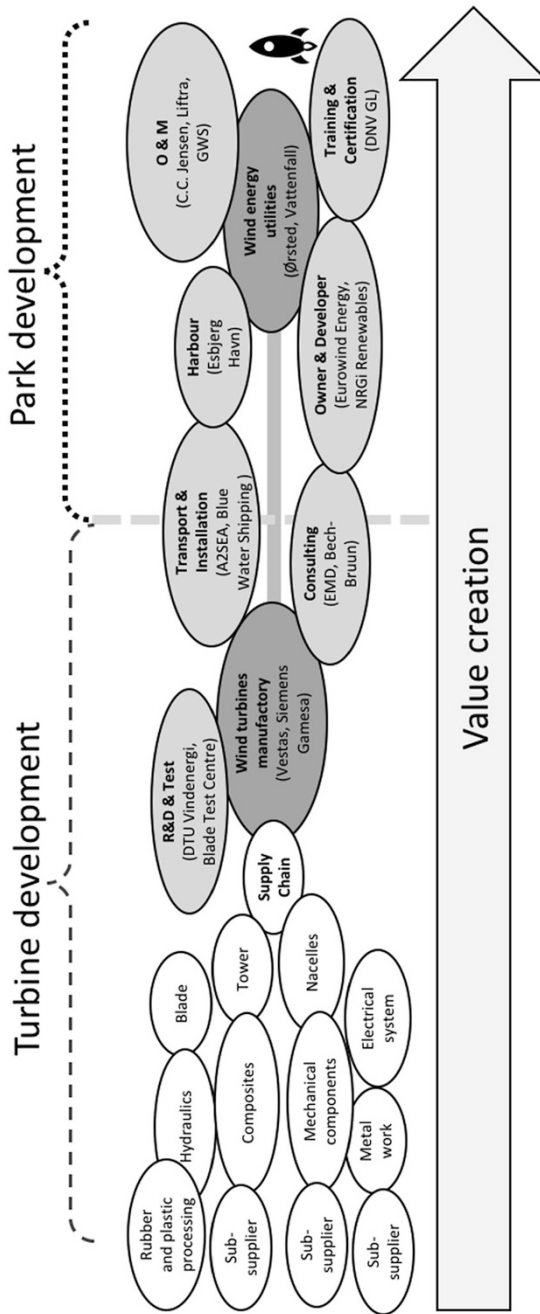 Turbine development
Park development
Rubber
and plastic
processing
Hydraulics
Blade
Sub-
supplier
Composites
Tower
Sub-
supplier
Mechanical
components
Nacelles
Sub-
supplier
Metal
work
Electrical
system
Supply
Chain
R&D & Test
(DTU Vindenergi,
Blade Test Centre)
Wind turbines
manufactory
(Vestas, Siemens
Gamesa)
Transport &
Installation
(A2SEA, Blue
Water Shipping )
Consulting
(EMD, Bech-
Bruun)
Harbour
(Esbjerg
Havn)
Owner & Developer
(Eurowind Energy,
NRGi Renewables)
Wind energy
utilities
(Ørsted, Vattenfall)
O & M
(C.C. Jensen, Liftra,
GWS)
Training &
Certification
(DNV GL)
Value creation